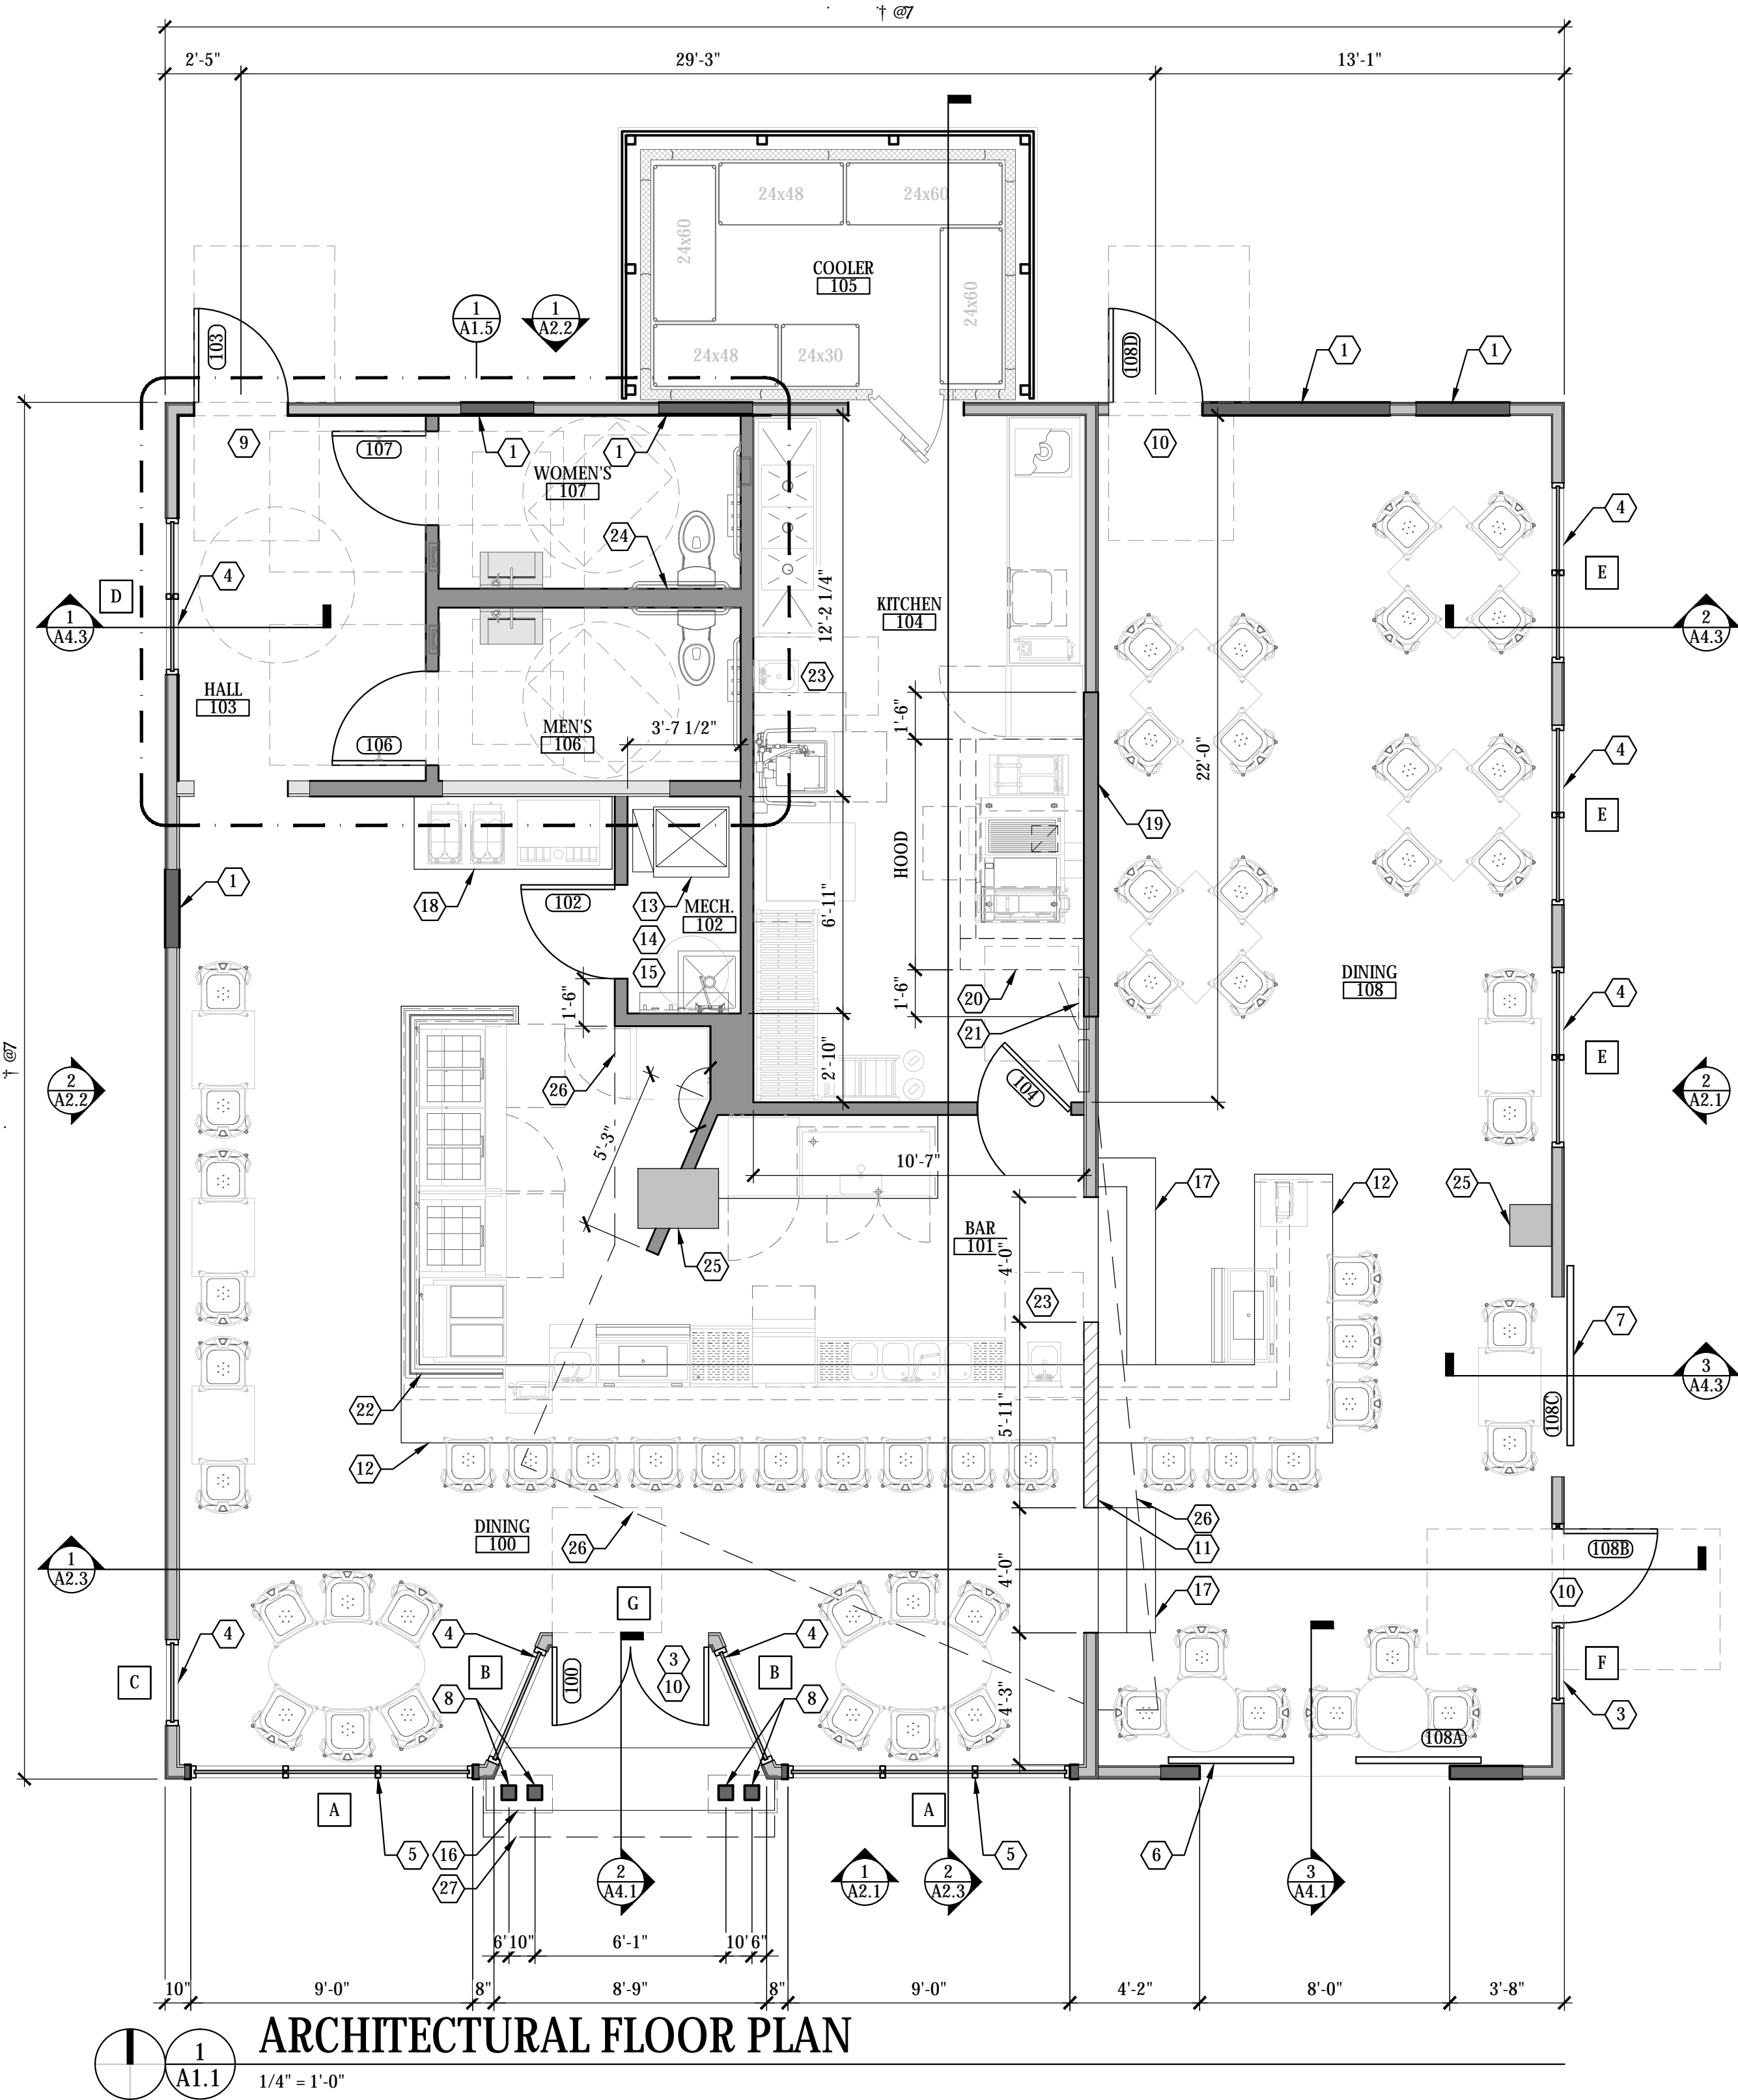 † @7
2'-5" 29'-3" 13'-1"
24x48 24x60
24x60
COOLER
105
24x60
24x48 24x30
1
A1.5
1
A2.2
103
108D
1
1
9
107
1
1
10
WOMEN'S
107
24
4
E
D
4
1
A4.3
12'-2 1/4"
KITCHEN
104
2
A4.3
23
HALL
103
MEN'S
106
106
3'-7 1/2"
1'-6"
22'-0"
4
E
19
HOOD
1
18
102
13
MECH.
102
14
15
6'-11"
1'-6"
20
21
DINING
108
4
E
† @7
2
A2.2
1'-6"
26
2'-10"
104
2
A2.1
5'-3"
10'-7"
17
12
25
BAR
101
25
4'-0"
23
7
3
A4.3
22
5'-11"
108C
12
DINING
100
26
26
11
108B
1
A2.3
4'-0"
17
10
G
4
4
3
10
4
100
B
B
C
F
8
8
4'-3"
3
108A
A
A
5
16
27
5
6
2
A4.1
1
A2.1
2
A2.3
3
A4.1
6" 10" 6'-1" 10" 6"
10" 9'-0" 8" 8'-9" 8" 9'-0" 4'-2" 8'-0" 3'-8"
1
A1.1
ARCHITECTURAL FLOOR PLAN
1/4" = 1'-0"